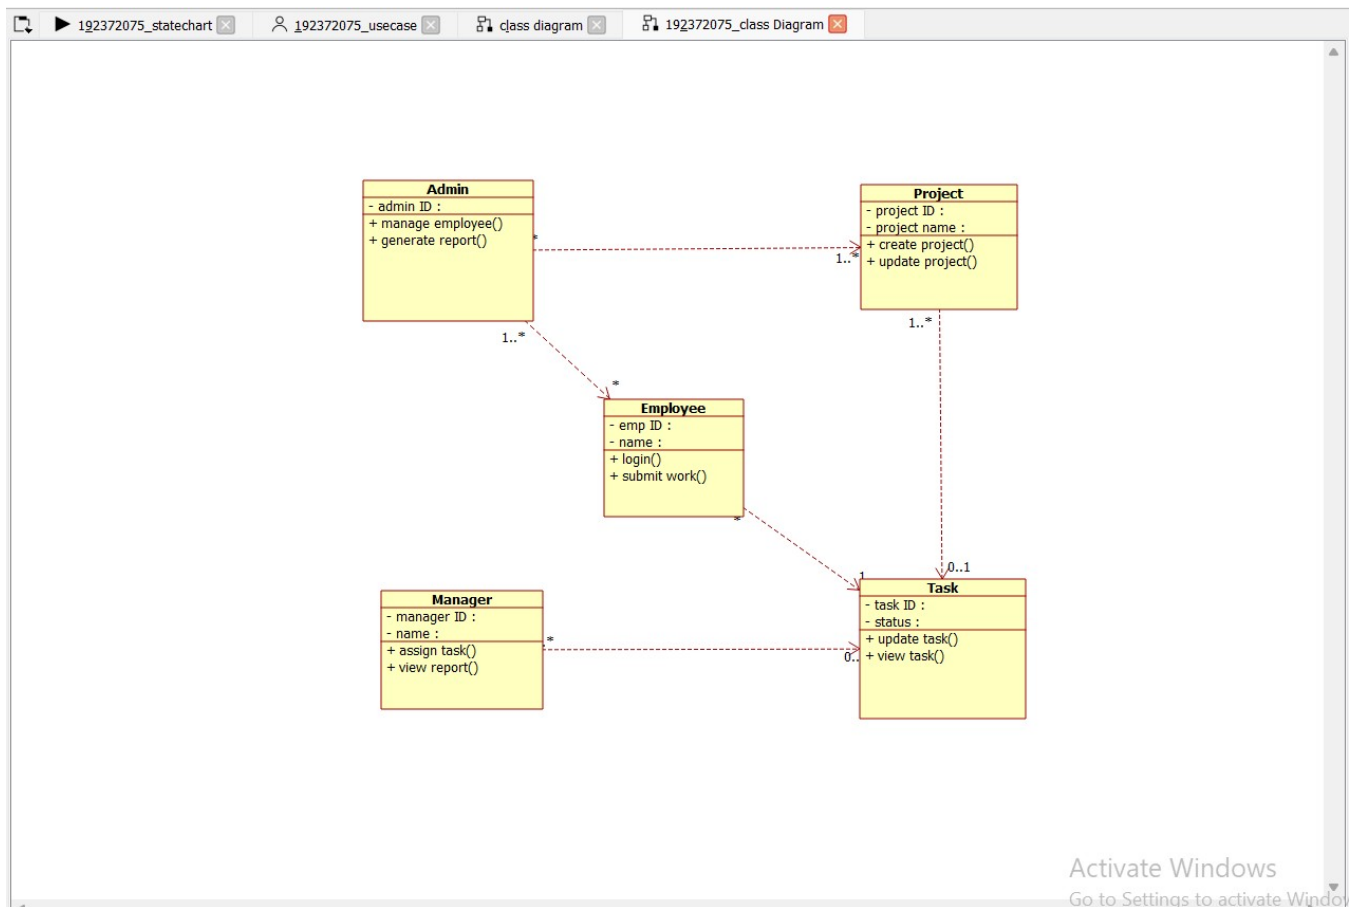 192372075_statechart
192372075_usecase
class diagram
192372075_class Diagram
Admin
- admin ID :
+ manage employee()
+ generate report()
*
1..*
Project
- project ID :
- project name :
+ create project()
+ update project()
1..*
1..*
*
Employee
- emp ID :
- name :
+ login()
+ submit work()
*
1
0..1
Manager
- manager ID :
- name :
+ assign task()
+ view report()
*
0..
Task
- task ID :
- status :
+ update task()
+ view task()
Activate Windows
Go to Settings to activate Window